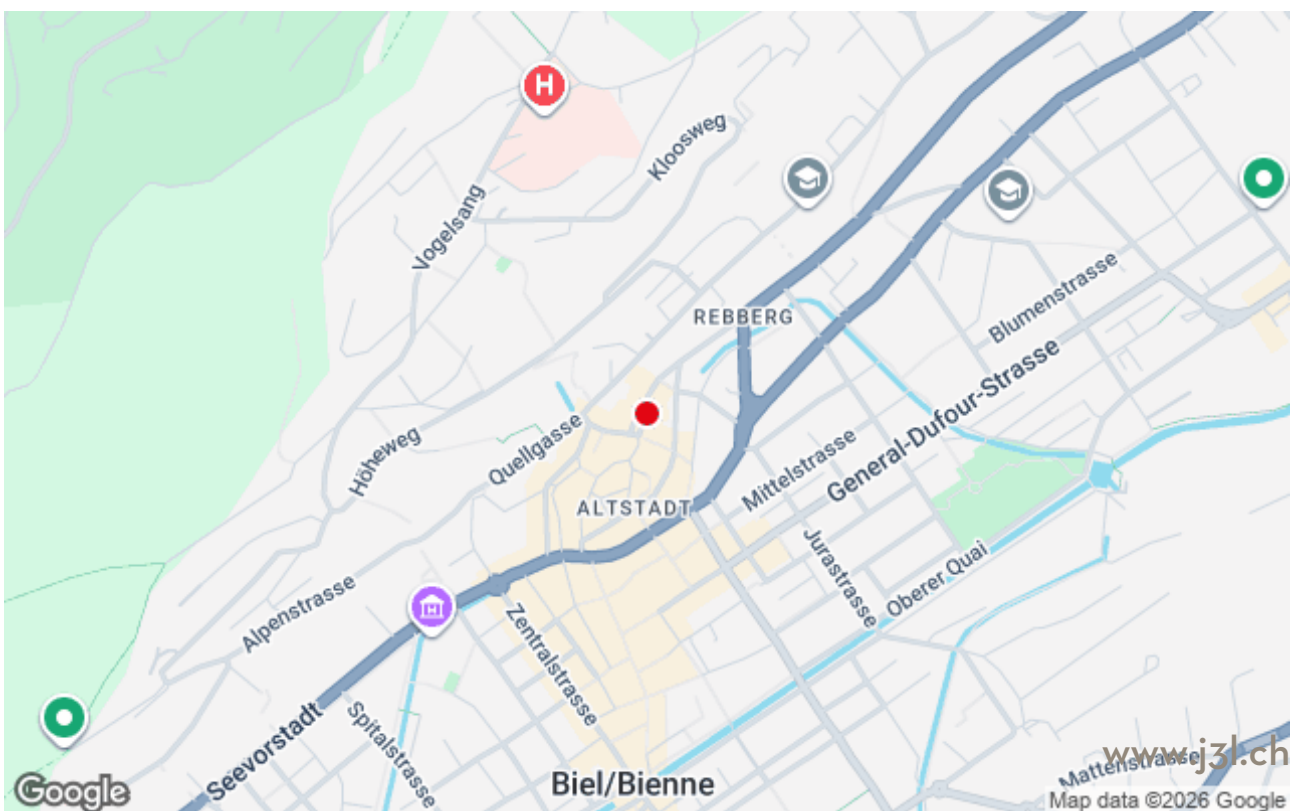 H
Kloosweg
Vogelsang
REBBERG
Blumenstrasse
General-Dufour-Strasse
Höheweg
Quellgasse
Mittelstrasse
ALTSTADT
Jurastrasse
Oberer Quai
Alpenstrasse
Zentralstrasse
Seevorstadt
Spitalstrasse
www.j3l.ch
Mattenstrasse
Biel/Bienne
Google
Map data ©2026 Google